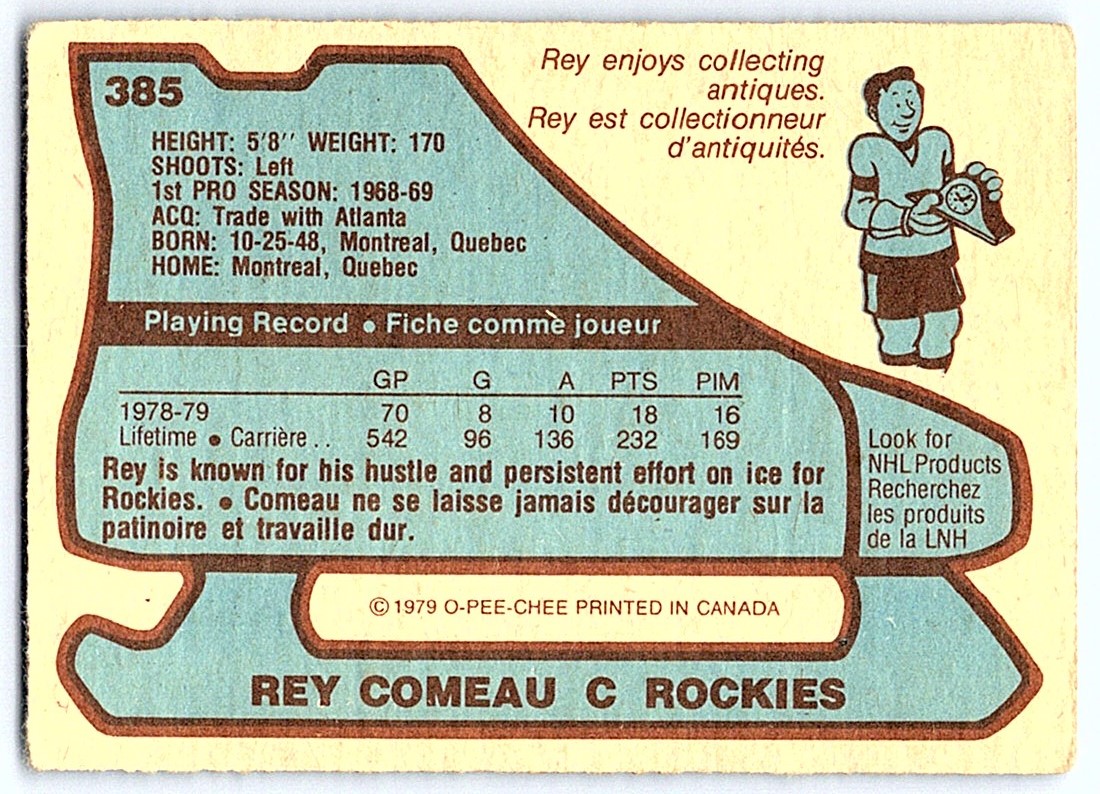 385
Rey enjoys collecting
antiques.
Rey est collectionneur
d'antiquités.
HEIGHT: 5'8'' WEIGHT: 170
SHOOTS: Left
1st PRO SEASON: 1968-69
ACQ: Trade with Atlanta
BORN: 10-25-48, Montreal, Quebec
HOME: Montreal, Quebec
Playing Record • Fiche commè joueur
GP G A PTS PIM
1978-79 70 8 10 18 16
Lifetime • Carrière . . 542 96 136 232 169
Rey is known for his hustle and persistent effort on ice for
Rockies. • Comeau ne se laisse jamais décourager sur la
patinoire et travaille dur.
Look for
NHL Products
Recherchez
les produits
de la LNH
© 1979 O-PEE-CHEE PRINTED IN CANADA
REY COMEAU C ROCKIES